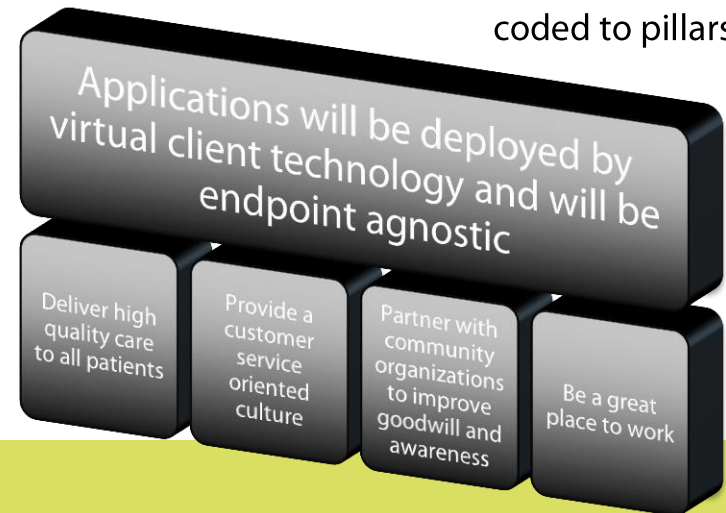 coded to pillars
Applications will be deployed by
virtual client technology and will be
endpoint agnostic
Deliver high
quality care
to all patients
Provide a
customer
service
oriented
culture
Partner with
community
organizations
to improve
goodwill and
awareness
Be a great
place to work